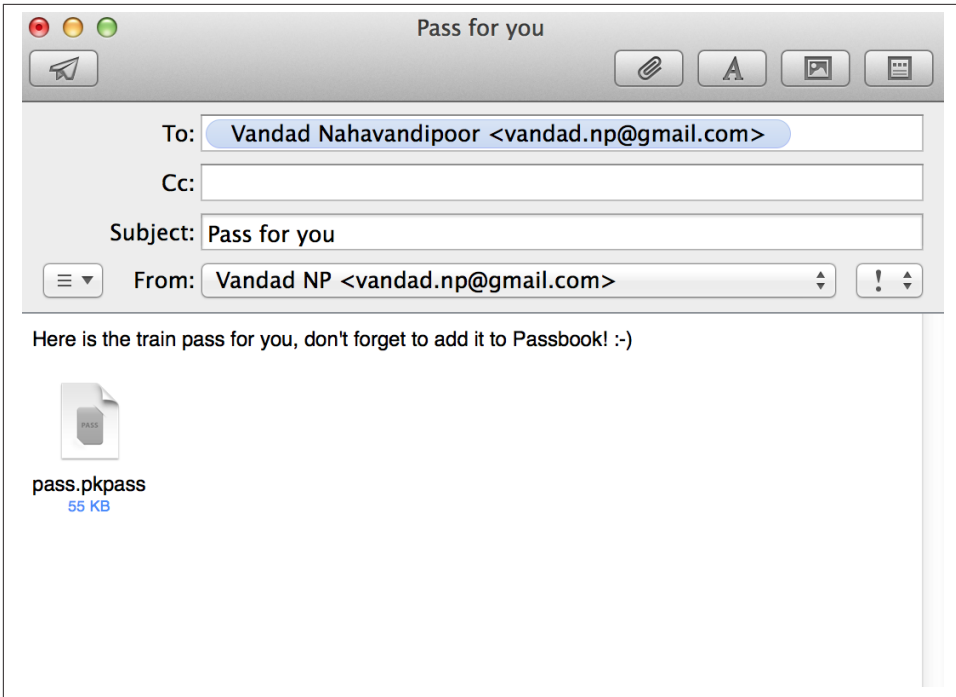 Pass for you
To: Vandad Nahavandipoor <vandad.np@gmail.com>
Cc:
Subject: Pass for you
From: Vandad NP <vandad.np@gmail.com> !
Here is the train pass for you, don't forget to add it to Passbook! :-)
PASS
pass.pkpass
55 KB